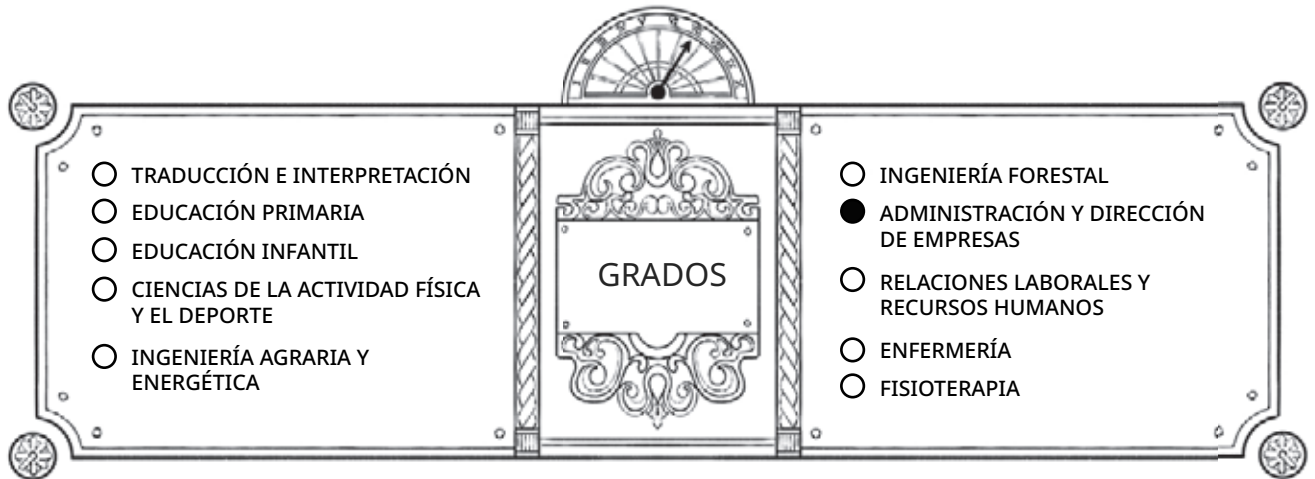 TRADUCCIÓN E INTERPRETACIÓN
EDUCACIÓN PRIMARIA
EDUCACIÓN INFANTIL
CIENCIAS DE LA ACTIVIDAD FÍSICA
Y EL DEPORTE
INGENIERÍA AGRARIA Y
ENERGÉTICA
GRADOS
INGENIERÍA FORESTAL
ADMINISTRACIÓN Y DIRECCIÓN
DE EMPRESAS
RELACIONES LABORALES Y
RECURSOS HUMANOS
ENFERMERÍA
FISIOTERAPIA